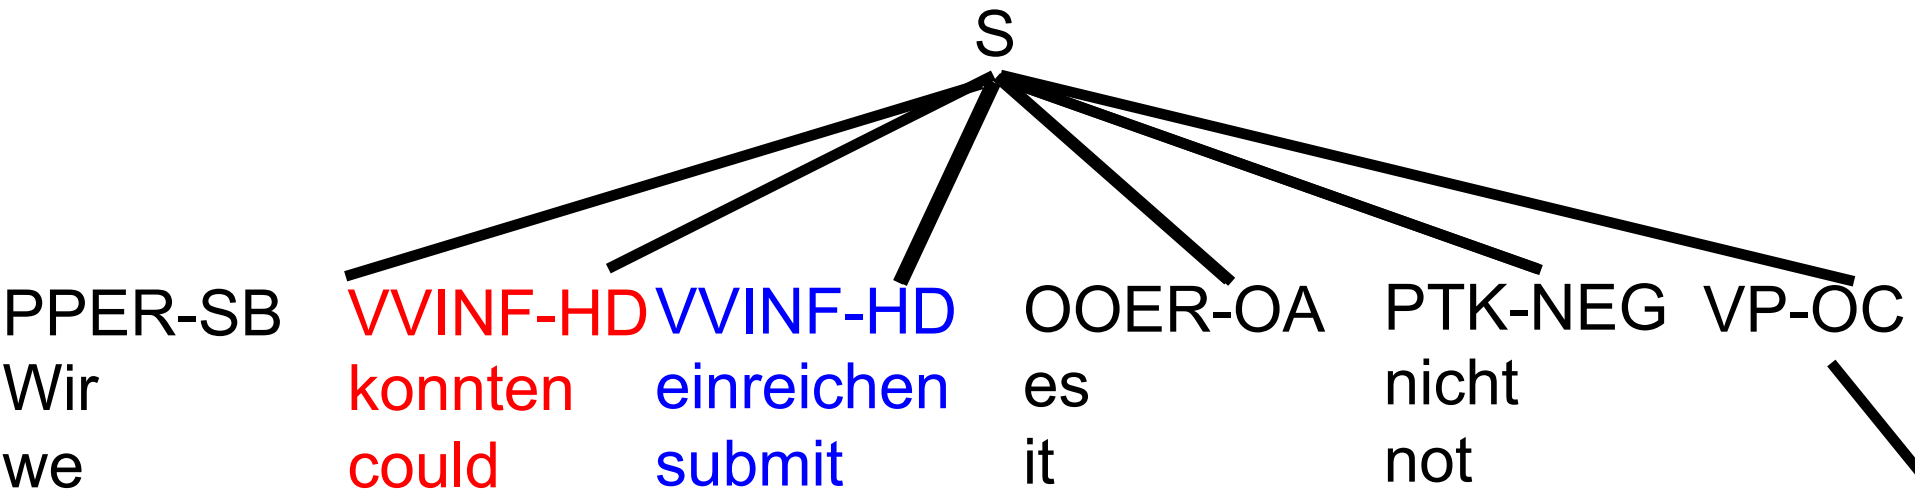 S
PPER-SB VVINF-HD VVINF-HD OOER-OA PTK-NEG VP-OC
Wir konnten einreichen es nicht
we could submit it not